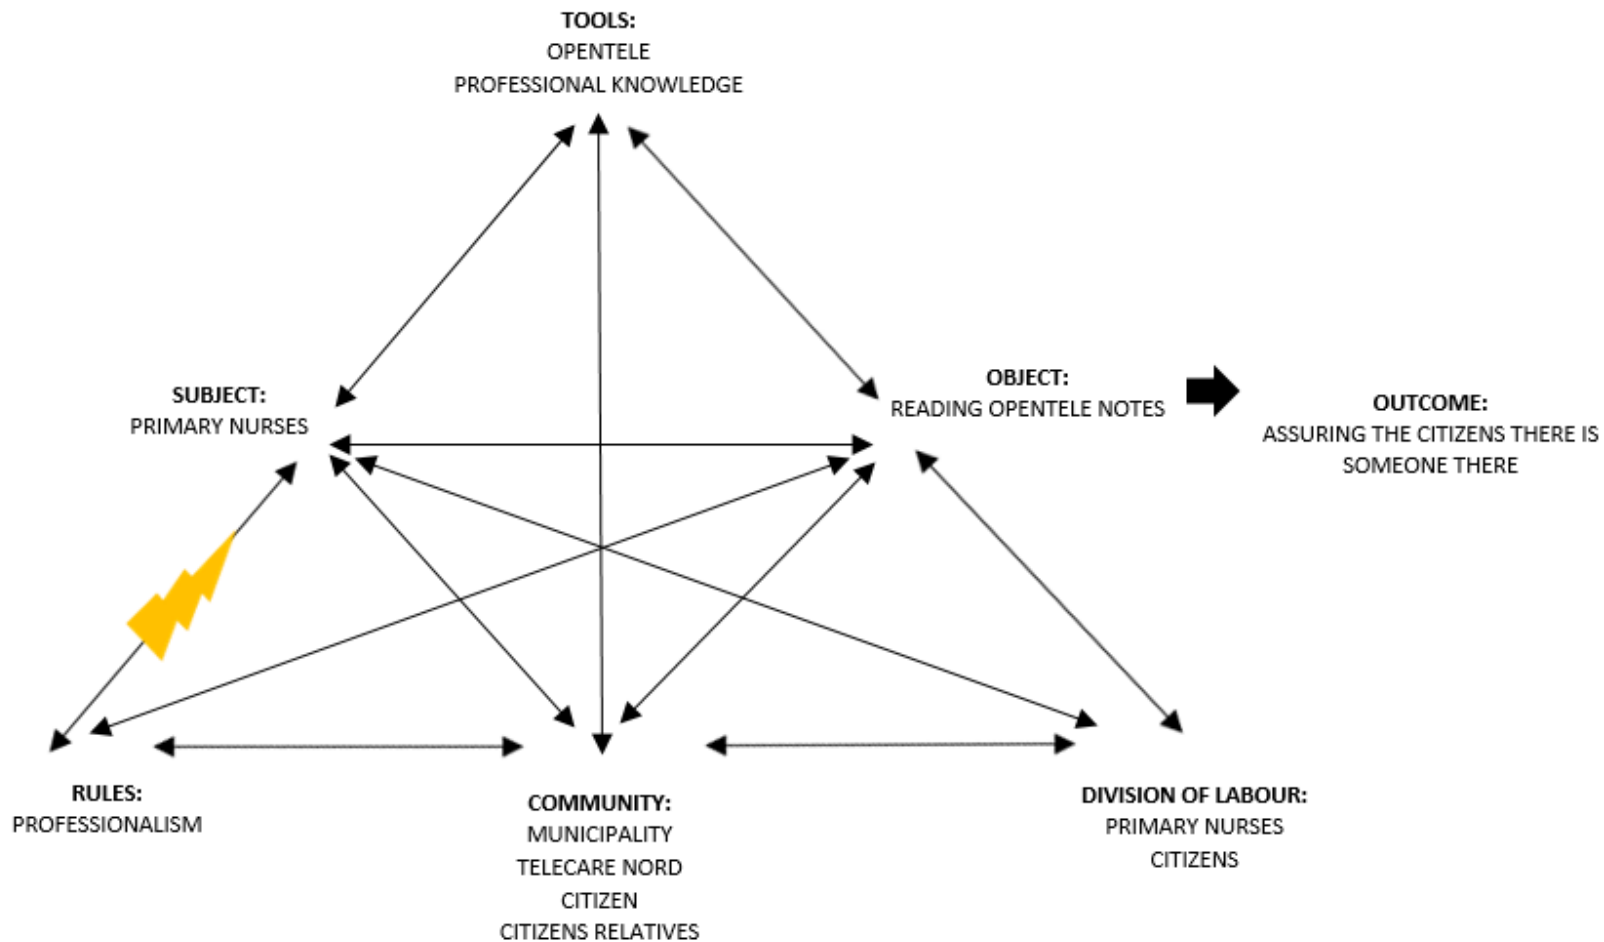 TOOLS:
OPENTELE
PROFESSIONAL KNOWLEDGE
SUBJECT:
PRIMARY NURSES
OBJECT:
READING OPENTELE NOTES
OUTCOME:
ASSURING THE CITIZENS THERE IS
SOMEONE THERE
RULES:
PROFESSIONALISM
COMMUNITY:
MUNICIPALITY
TELECARE NORD
CITIZEN
CITIZENS RELATIVES
DIVISION OF LABOUR:
PRIMARY NURSES
CITIZENS